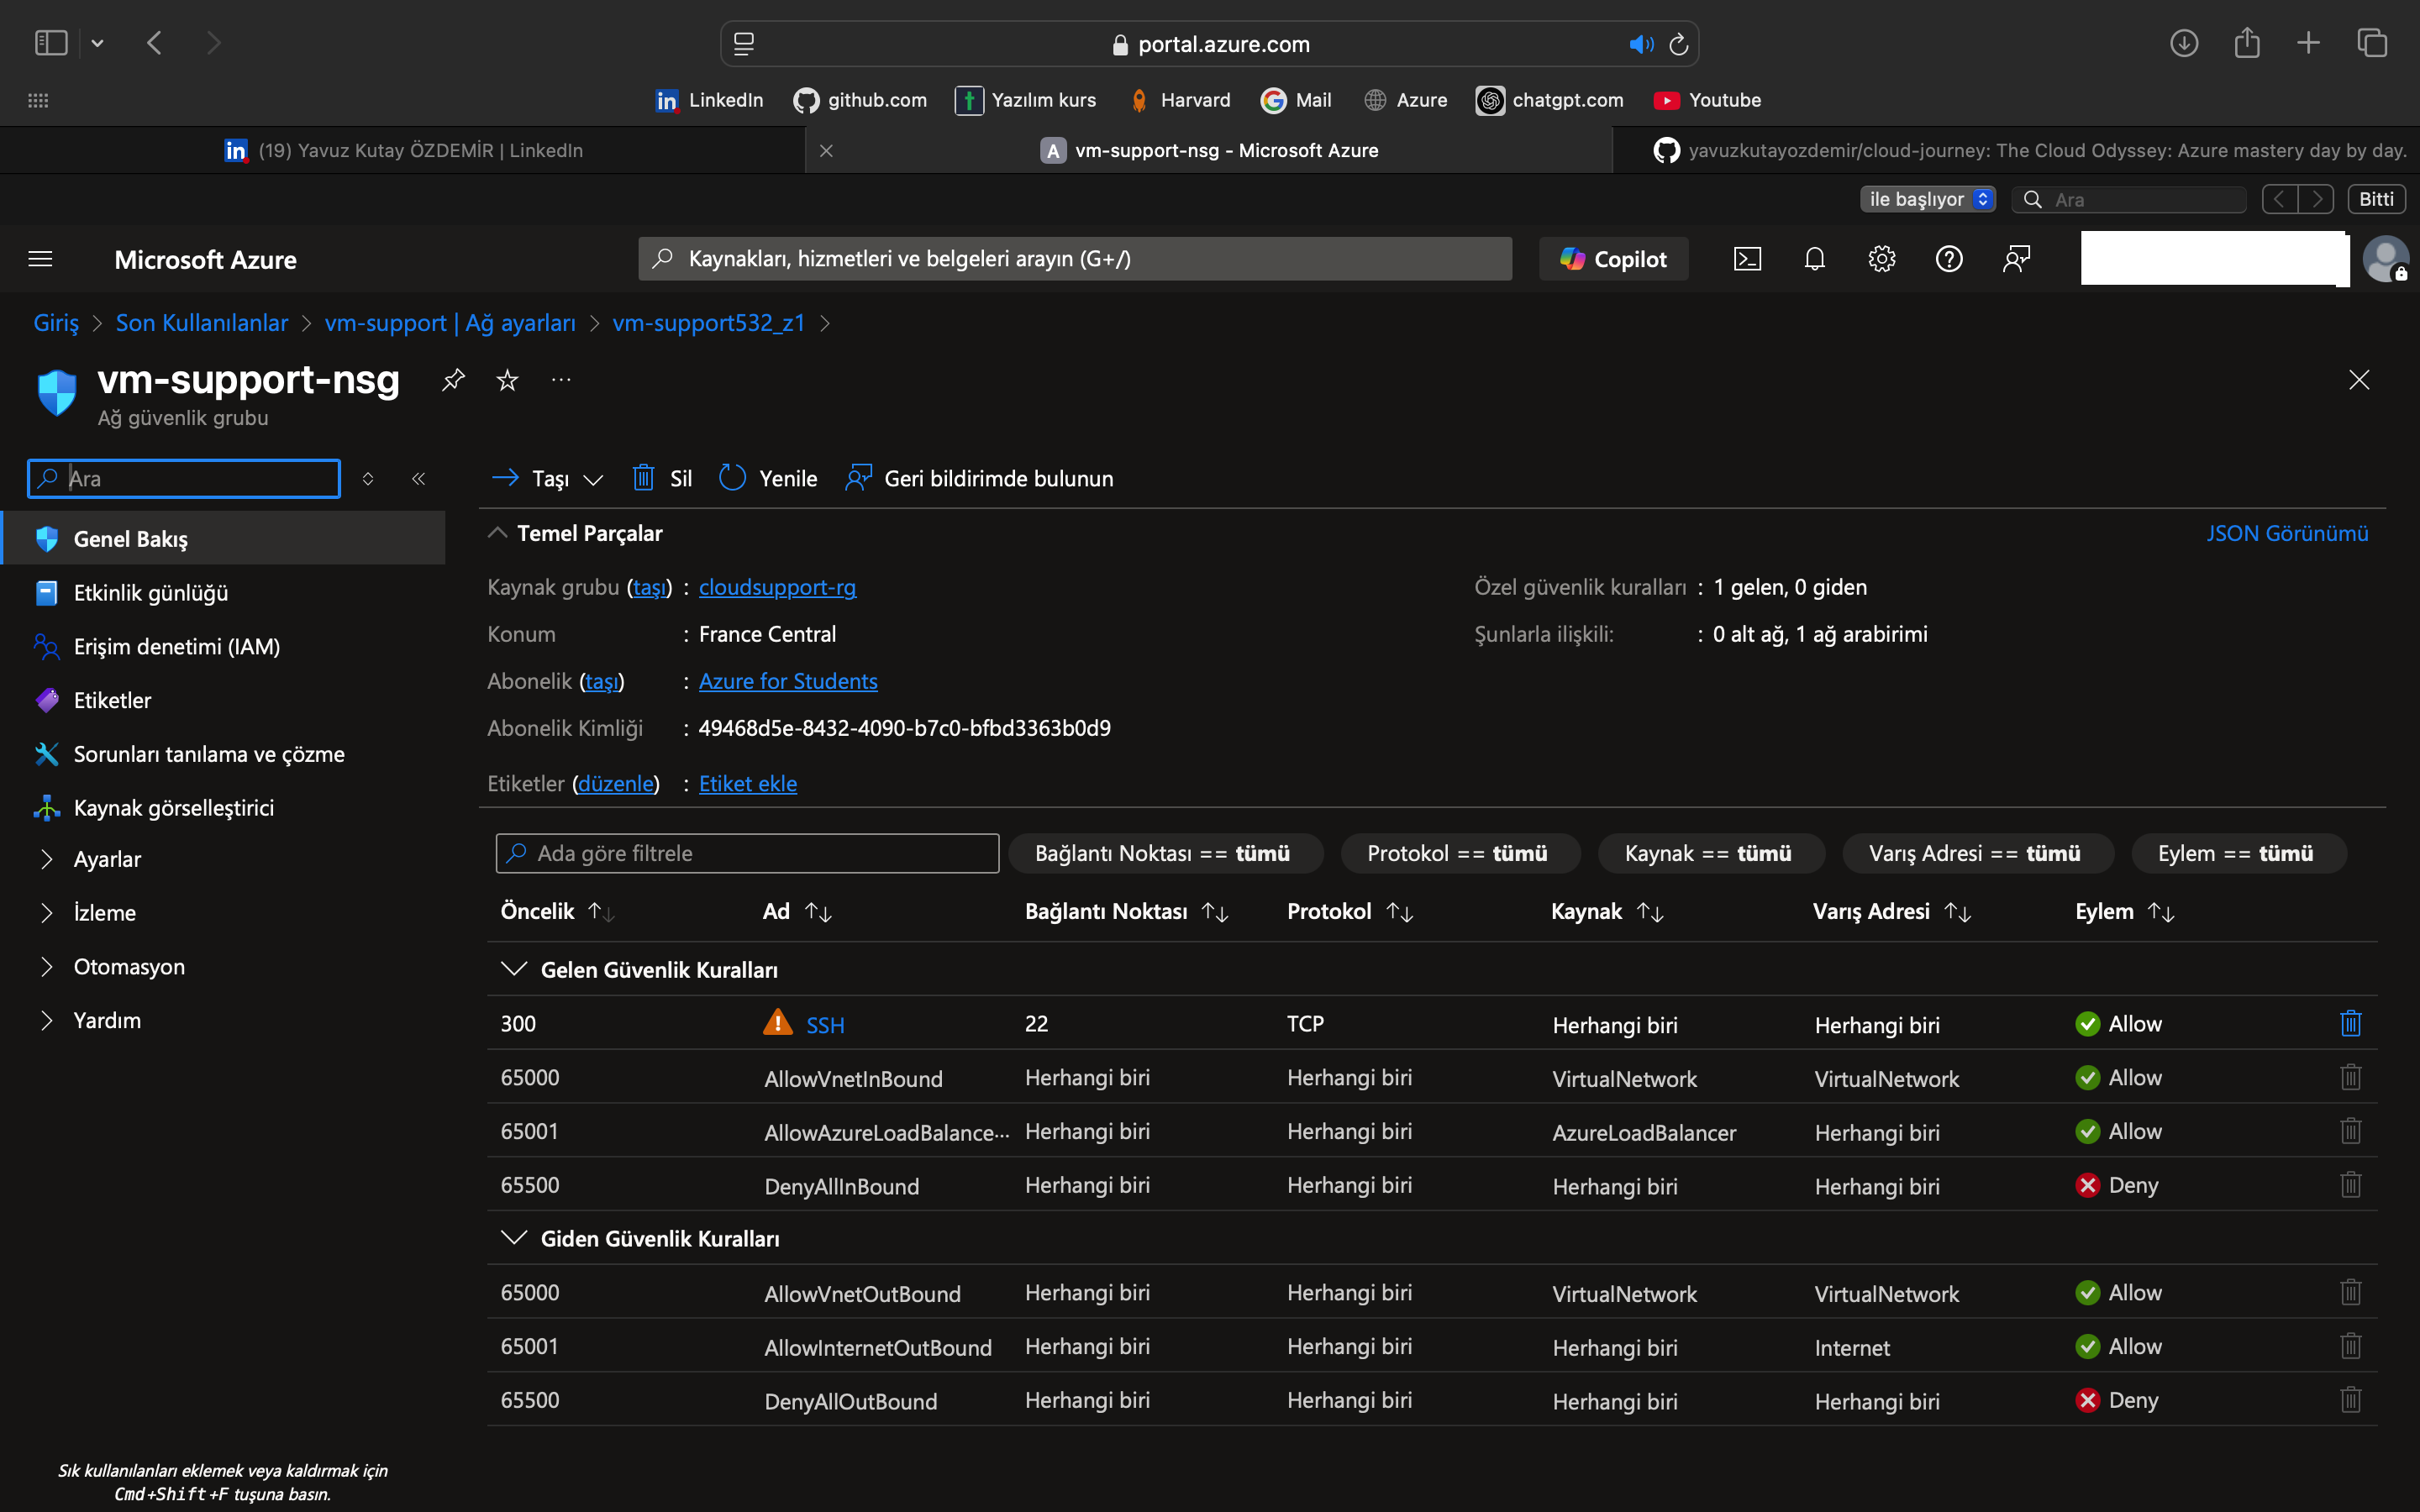 portal.azure.com
LinkedIn github.com Yazılım kurs Harvard Mail Azure chatgpt.com Youtube
(19) Yavuz Kutay ÖZDEMİR | LinkedIn
vm-support-nsg - Microsoft Azure
yavuzkutayozdemir/cloud-journey: The Cloud Odyssey: Azure mastery day by day.
ile başlıyor Ara Bitti
Microsoft Azure
Kaynakları, hizmetleri ve belgeleri arayın (G+/)
Copilot
Giriş > Son Kullanılanlar > vm-support | Ağ ayarları > vm-support532_z1 >
vm-support-nsg
Ağ güvenlik grubu
Ara
Genel Bakış
Etkinlik günlüğü
Erişim denetimi (IAM)
Etiketler
Sorunları tanılama ve çözme
Kaynak görselleştirici
Ayarlar
İzleme
Otomasyon
Yardım
Sık kullanılanları eklemek veya kaldırmak için
Cmd+Shift+F tuşuna basın.
Taşı Sil Yenile Geri bildirimde bulunun
Temel Parçalar
JSON Görünümü
Kaynak grubu (taşı) : cloudsupport-rg
Konum : France Central
Abonelik (taşı) : Azure for Students
Abonelik Kimliği : 49468d5e-8432-4090-b7c0-bfbd3363b0d9
Etiketler (düzenle) : Etiket ekle
Özel güvenlik kuralları : 1 gelen, 0 giden
Şunlarla ilişkili: : 0 alt ağ, 1 ağ arabirimi
Ada göre filtrele Bağlantı Noktası == tümü Protokol == tümü Kaynak == tümü Varış Adresi == tümü Eylem == tümü
Öncelik Ad Bağlantı Noktası Protokol Kaynak Varış Adresi Eylem
Gelen Güvenlik Kuralları
300 SSH 22 TCP Herhangi biri Herhangi biri Allow
65000 AllowVnetInBound Herhangi biri Herhangi biri VirtualNetwork VirtualNetwork Allow
65001 AllowAzureLoadBalance... Herhangi biri Herhangi biri AzureLoadBalancer Herhangi biri Allow
65500 DenyAllInBound Herhangi biri Herhangi biri Herhangi biri Herhangi biri Deny
Giden Güvenlik Kuralları
65000 AllowVnetOutBound Herhangi biri Herhangi biri VirtualNetwork VirtualNetwork Allow
65001 AllowInternetOutBound Herhangi biri Herhangi biri Herhangi biri Internet Allow
65500 DenyAllOutBound Herhangi biri Herhangi biri Herhangi biri Herhangi biri Deny